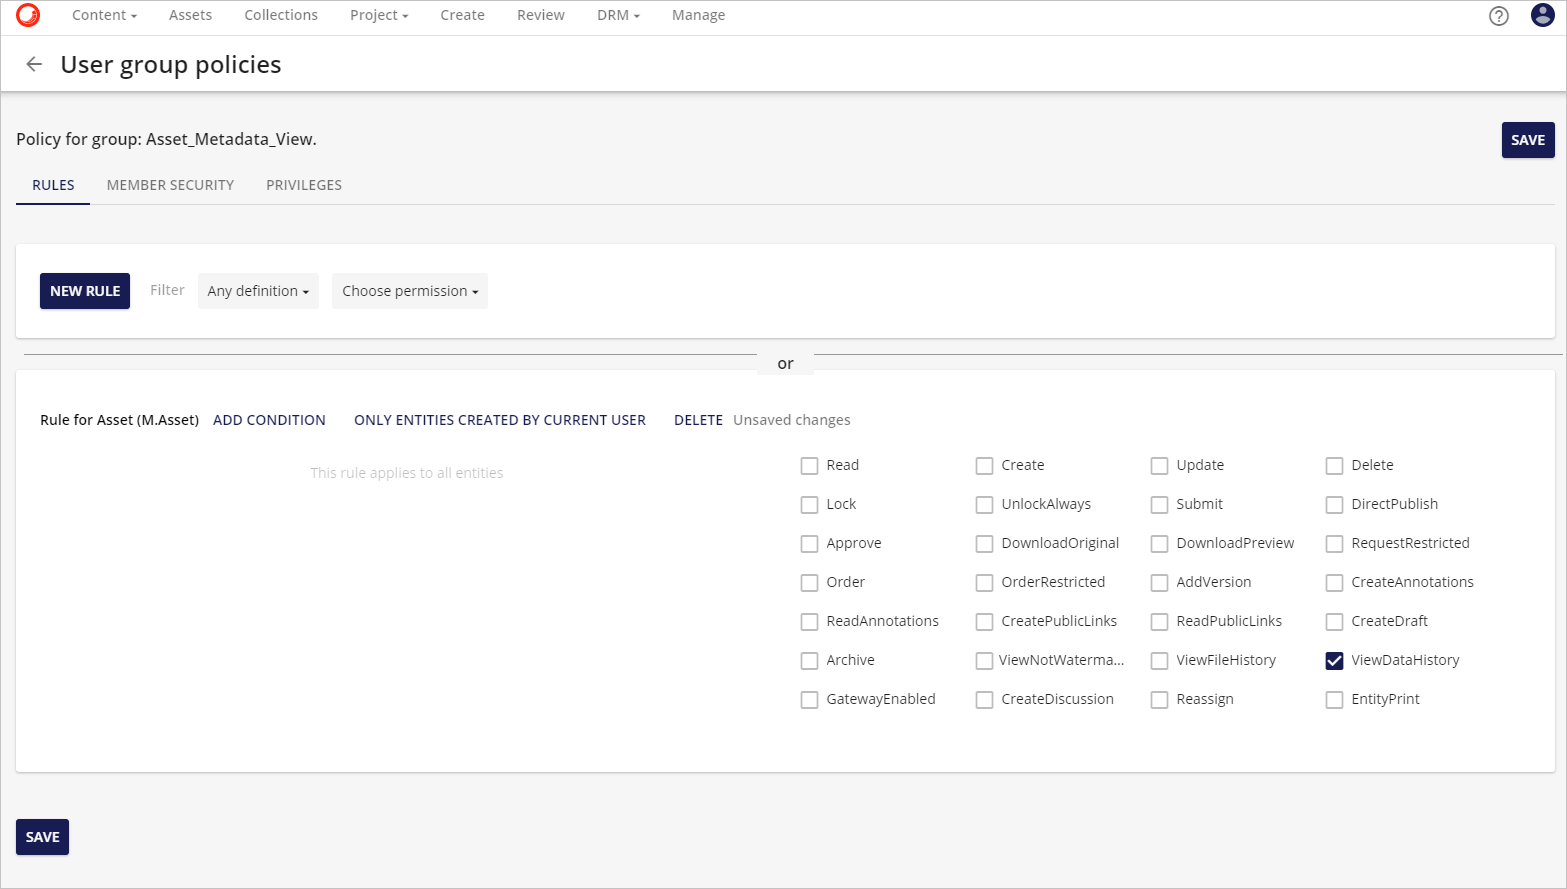 Content Assets Collections Project Create Review DRM Manage
User group policies
Policy for group: Asset_Metadata_View.
SAVE
RULES MEMBER SECURITY PRIVILEGES
NEW RULE Filter Any definition Choose permission
or
Rule for Asset (M.Asset) ADD CONDITION ONLY ENTITIES CREATED BY CURRENT USER DELETE Unsaved changes
This rule applies to all entities
Read Create Update Delete
Lock UnlockAlways Submit DirectPublish
Approve DownloadOriginal DownloadPreview RequestRestricted
Order OrderRestricted AddVersion CreateAnnotations
ReadAnnotations CreatePublicLinks ReadPublicLinks CreateDraft
Archive ViewNotWaterma... ViewFileHistory ViewDataHistory
GatewayEnabled CreateDiscussion Reassign EntityPrint
SAVE